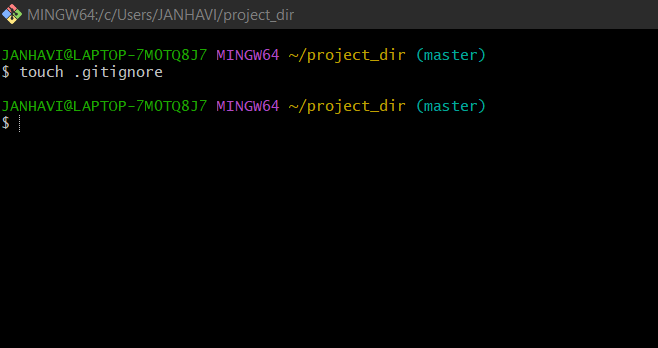 MINGW64:/c/Users/JANHAVI/project_dir
JANHAVI@LAPTOP-7M0TQ8J7 MINGW64 ~/project_dir (master)
$ touch .gitignore
JANHAVI@LAPTOP-7M0TQ8J7 MINGW64 ~/project_dir (master)
$